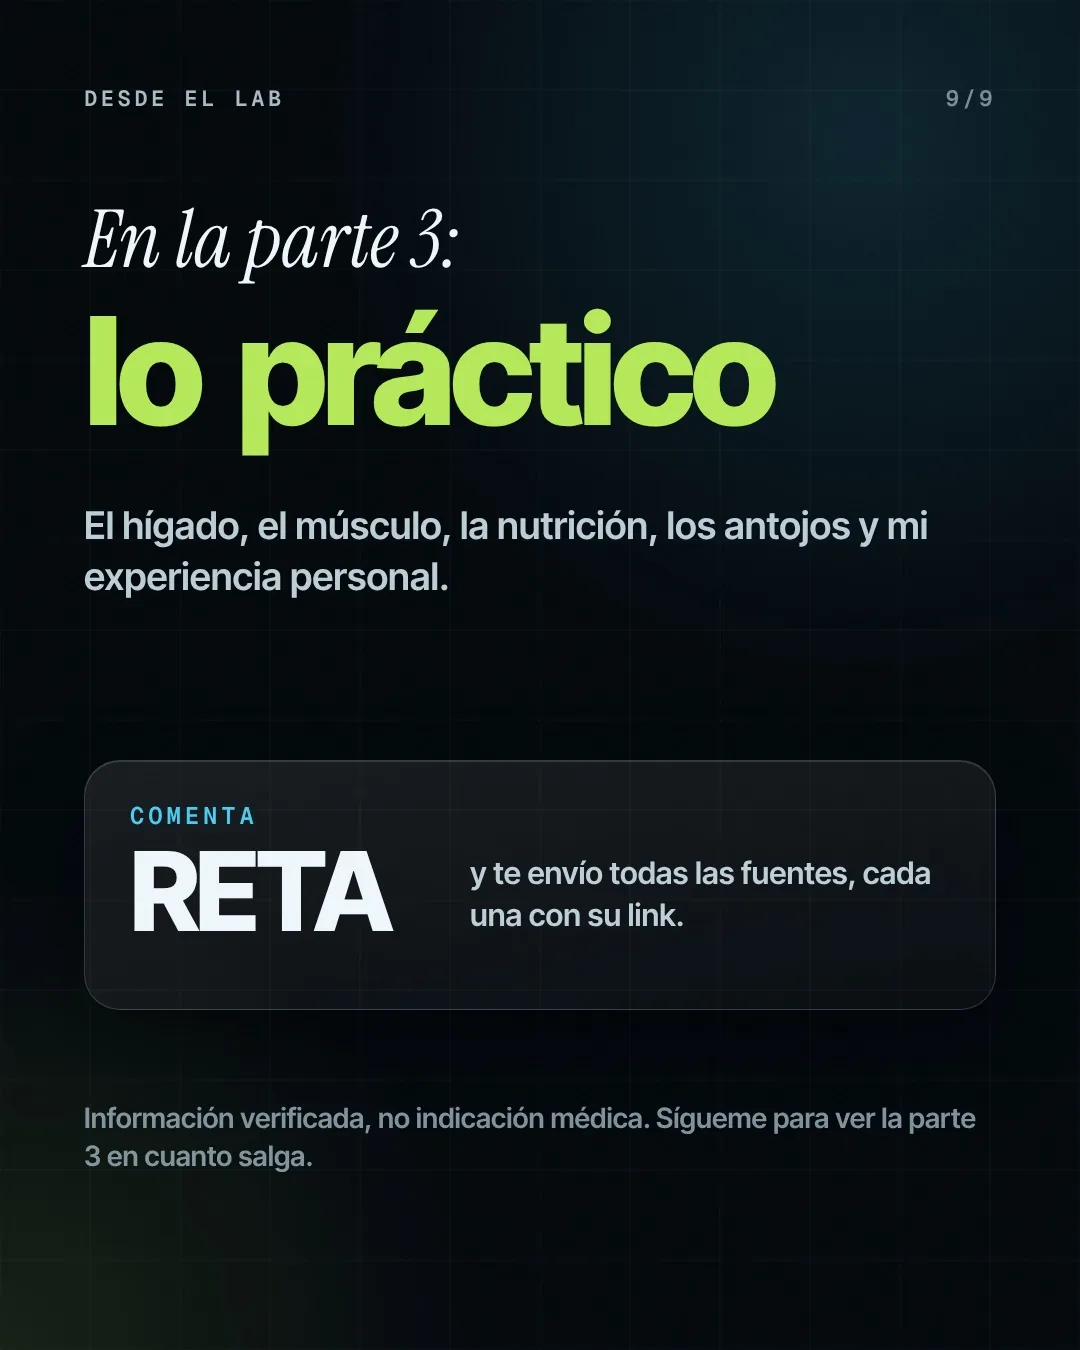 DESDE EL LAB
9/9
En la parte 3:
lo práctico
El hígado, el músculo, la nutrición, los antojos y mi
experiencia personal.
COMENTA
RETA
y te envío todas las fuentes, cada
una con su link.
Información verificada, no indicación médica. Sígueme para ver la parte
3 en cuanto salga.